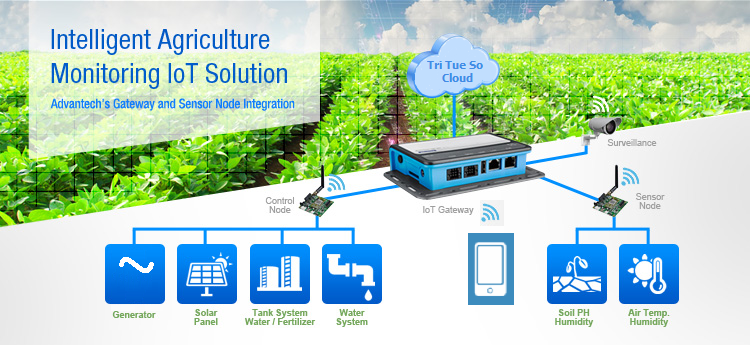 Intelligent Agriculture
Monitoring IoT Solution
Advantech's Gateway and Sensor Node Integration
Tri Tue So
Cloud
Surveillance
Control
Node
IoT Gateway
Sensor
Node
Generator
Solar
Panel
Tank System
Water / Fertilizer
Water
System
Soil PH
Humidity
Air Temp.
Humidity